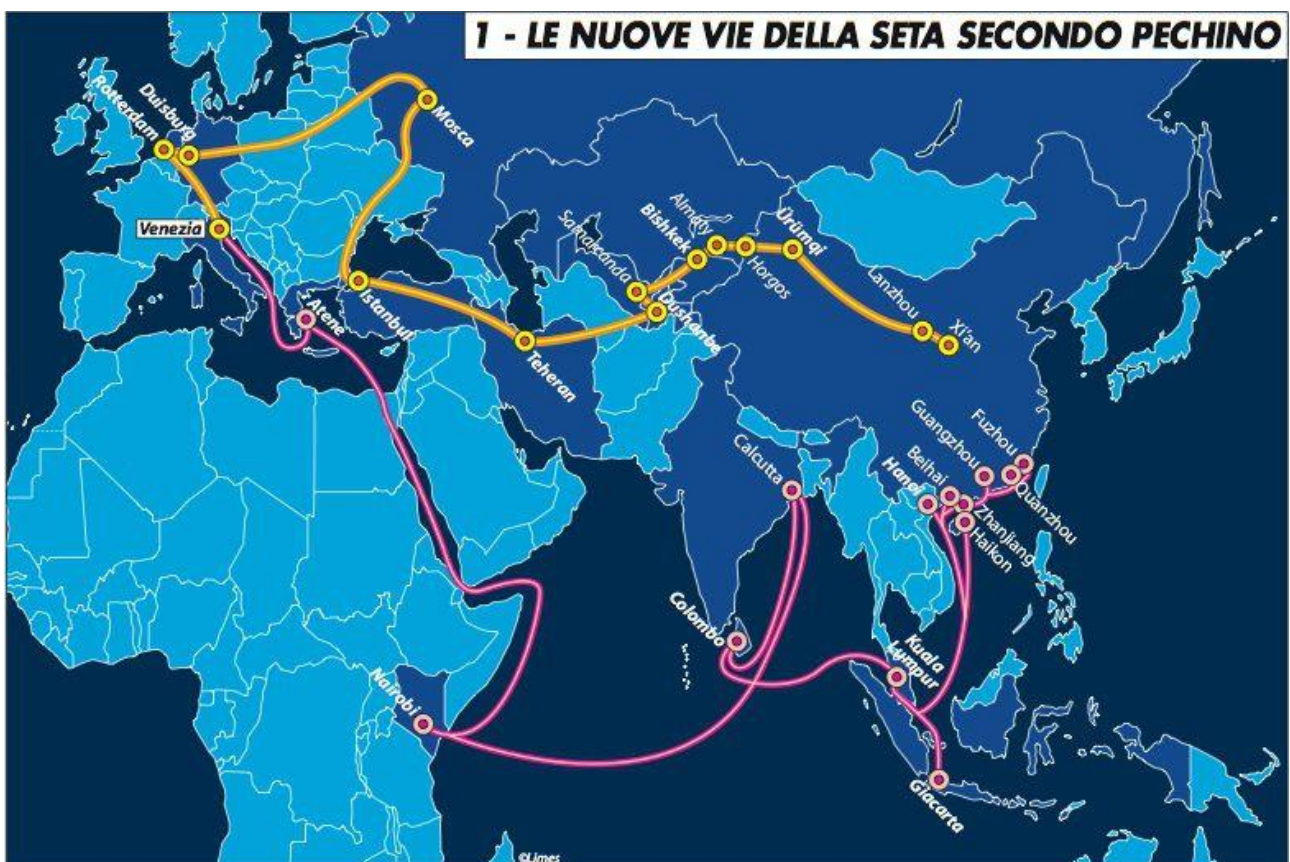 1 - LE NUOVE VIE DELLA SETA SECONDO PECHINO
Rotterdam
Duisburg
Mosca
Venezia
Atene
Istanbul
Teheran
Samarcanda
Dushanbe
Bishkek
Almaty
Horgos
Ürümqi
Lanzhou
Xi'an
Calcutta
Colombo
Nairobi
Guangzhou
Fuzhou
Beihai
Hanoi
Quanzhou
Zhanjiang
Haikon
Kuala
Lumpur
Giacarta
©Limes